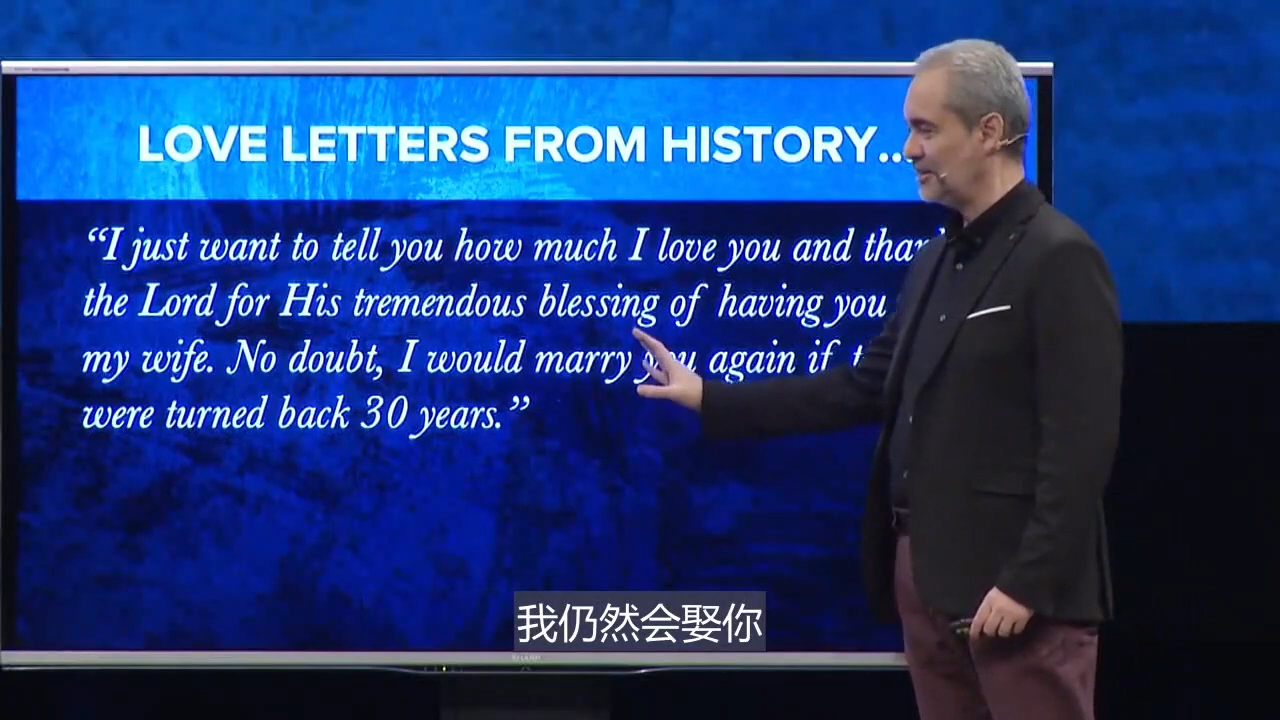 LOVE LETTERS FROM HISTORY...
“I just want to tell you how much I love you and
the Lord for His tremendous blessing of having you
my wife. No doubt, I would marry you again if
were turned back 30 years.”
我仍然会娶你